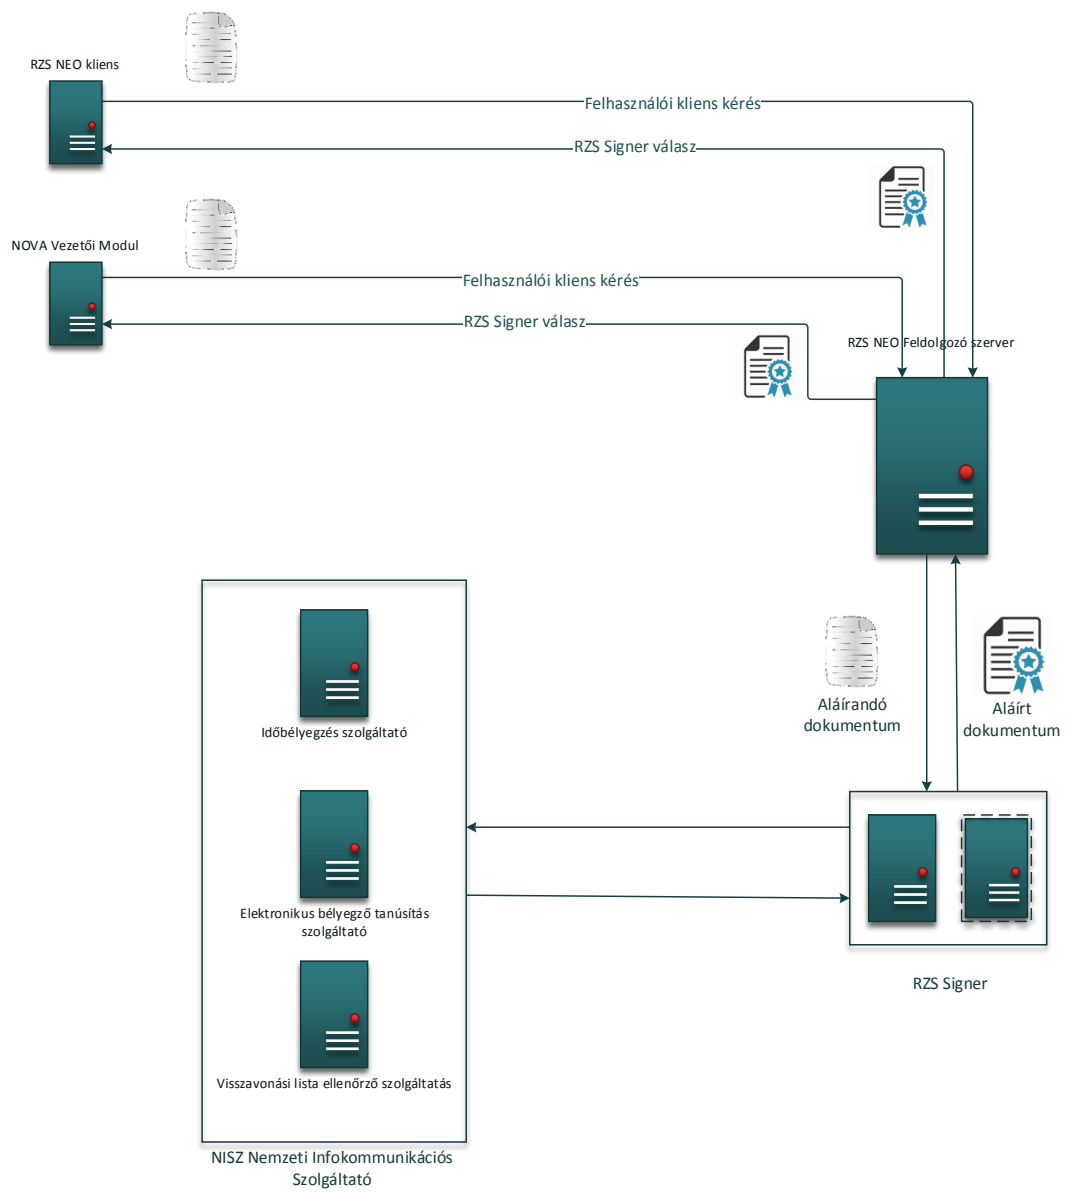 RZS NEO kliens
Felhasználói kliens kérés
RZS Signer válasz
NOVA Vezetői Modul
Felhasználói kliens kérés
RZS Signer válasz
RZS NEO Feldolgozó szerver
Aláírandó
dokumentum
Aláírt
dokumentum
Időbélyegzés szolgáltató
Elektronikus bélyegző tanúsítás
szolgáltató
RZS Signer
Visszavonási lista ellenőrző szolgáltatás
NISZ Nemzeti Infokommunikációs
Szolgáltató